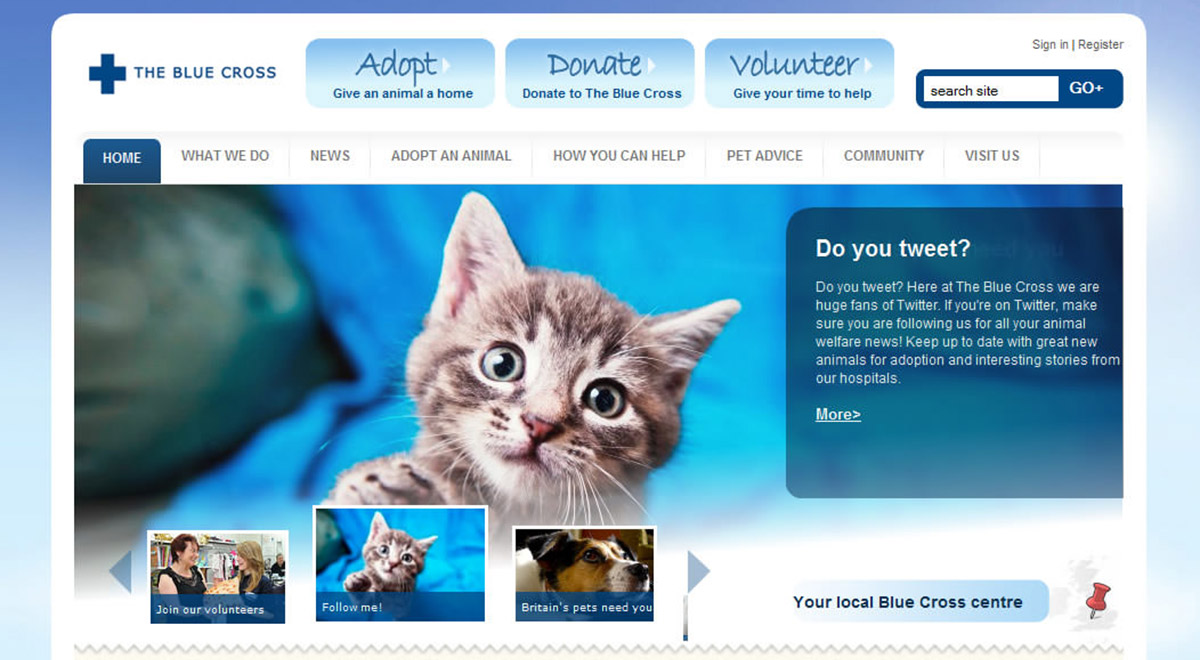 Sign in | Register
THE BLUE CROSS
Adopt
Give an animal a home
Donate
Donate to The Blue Cross
Volunteer
Give your time to help
search site
GO+
HOME
WHAT WE DO
NEWS
ADOPT AN ANIMAL
HOW YOU CAN HELP
PET ADVICE
COMMUNITY
VISIT US
Do you tweet?
Do you tweet? Here at The Blue Cross we are
huge fans of Twitter. If you're on Twitter, make
sure you are following us for all your animal
welfare news! Keep up to date with great new
animals for adoption and interesting stories from
our hospitals.
More>
Join our volunteers
Follow me!
Britain's pets need you
Your local Blue Cross centre